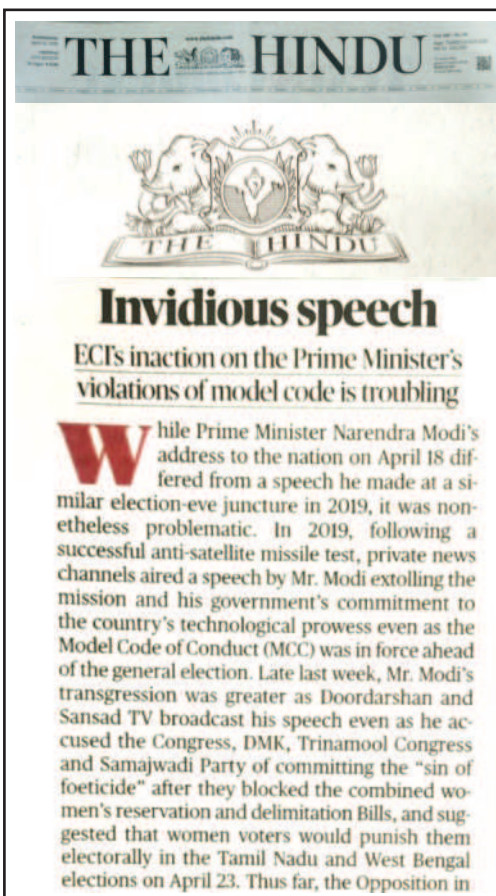 www.thehindu.com
THE HINDU
THE HINDU
Invidious speech
ECI's inaction on the Prime Minister's
violations of model code is troubling
While Prime Minister Narendra Modi's
address to the nation on April 18 dif-
fered from a speech he made at a si-
milar election-eve juncture in 2019, it was non-
etheless problematic. In 2019, following a
successful anti-satellite missile test, private news
channels aired a speech by Mr. Modi extolling the
mission and his government's commitment to
the country's technological prowess even as the
Model Code of Conduct (MCC) was in force ahead
of the general election. Late last week, Mr. Modi's
transgression was greater as Doordarshan and
Sansad TV broadcast his speech even as he ac-
cused the Congress, DMK, Trinamool Congress
and Samajwadi Party of committing the “sin of
foeticide” after they blocked the combined wo-
men's reservation and delimitation Bills, and sug-
gested that women voters would punish them
electorally in the Tamil Nadu and West Bengal
elections on April 23. Thus far, the Opposition in